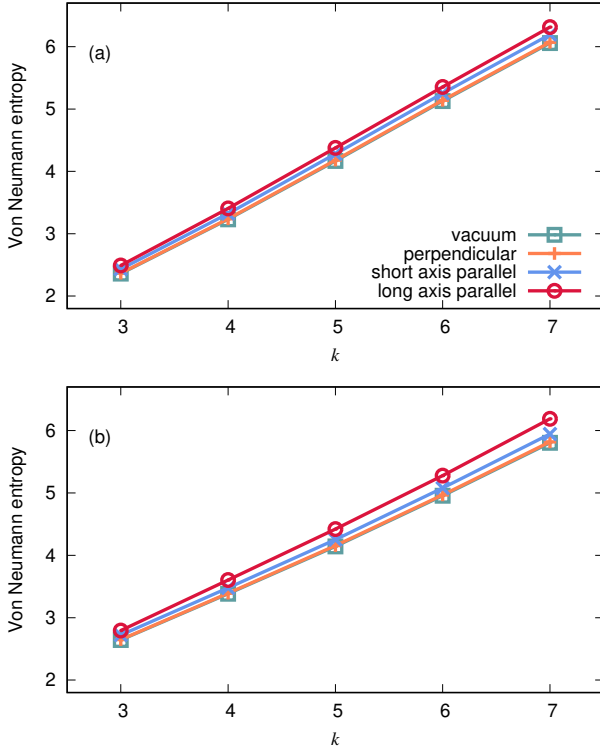 (a)
Von Neumann entropy
6
5
4
3
2
vacuum
perpendicular
short axis parallel
long axis parallel
3 4 5 6 7
k
(b)
Von Neumann entropy
6
5
4
3
2
3 4 5 6 7
k